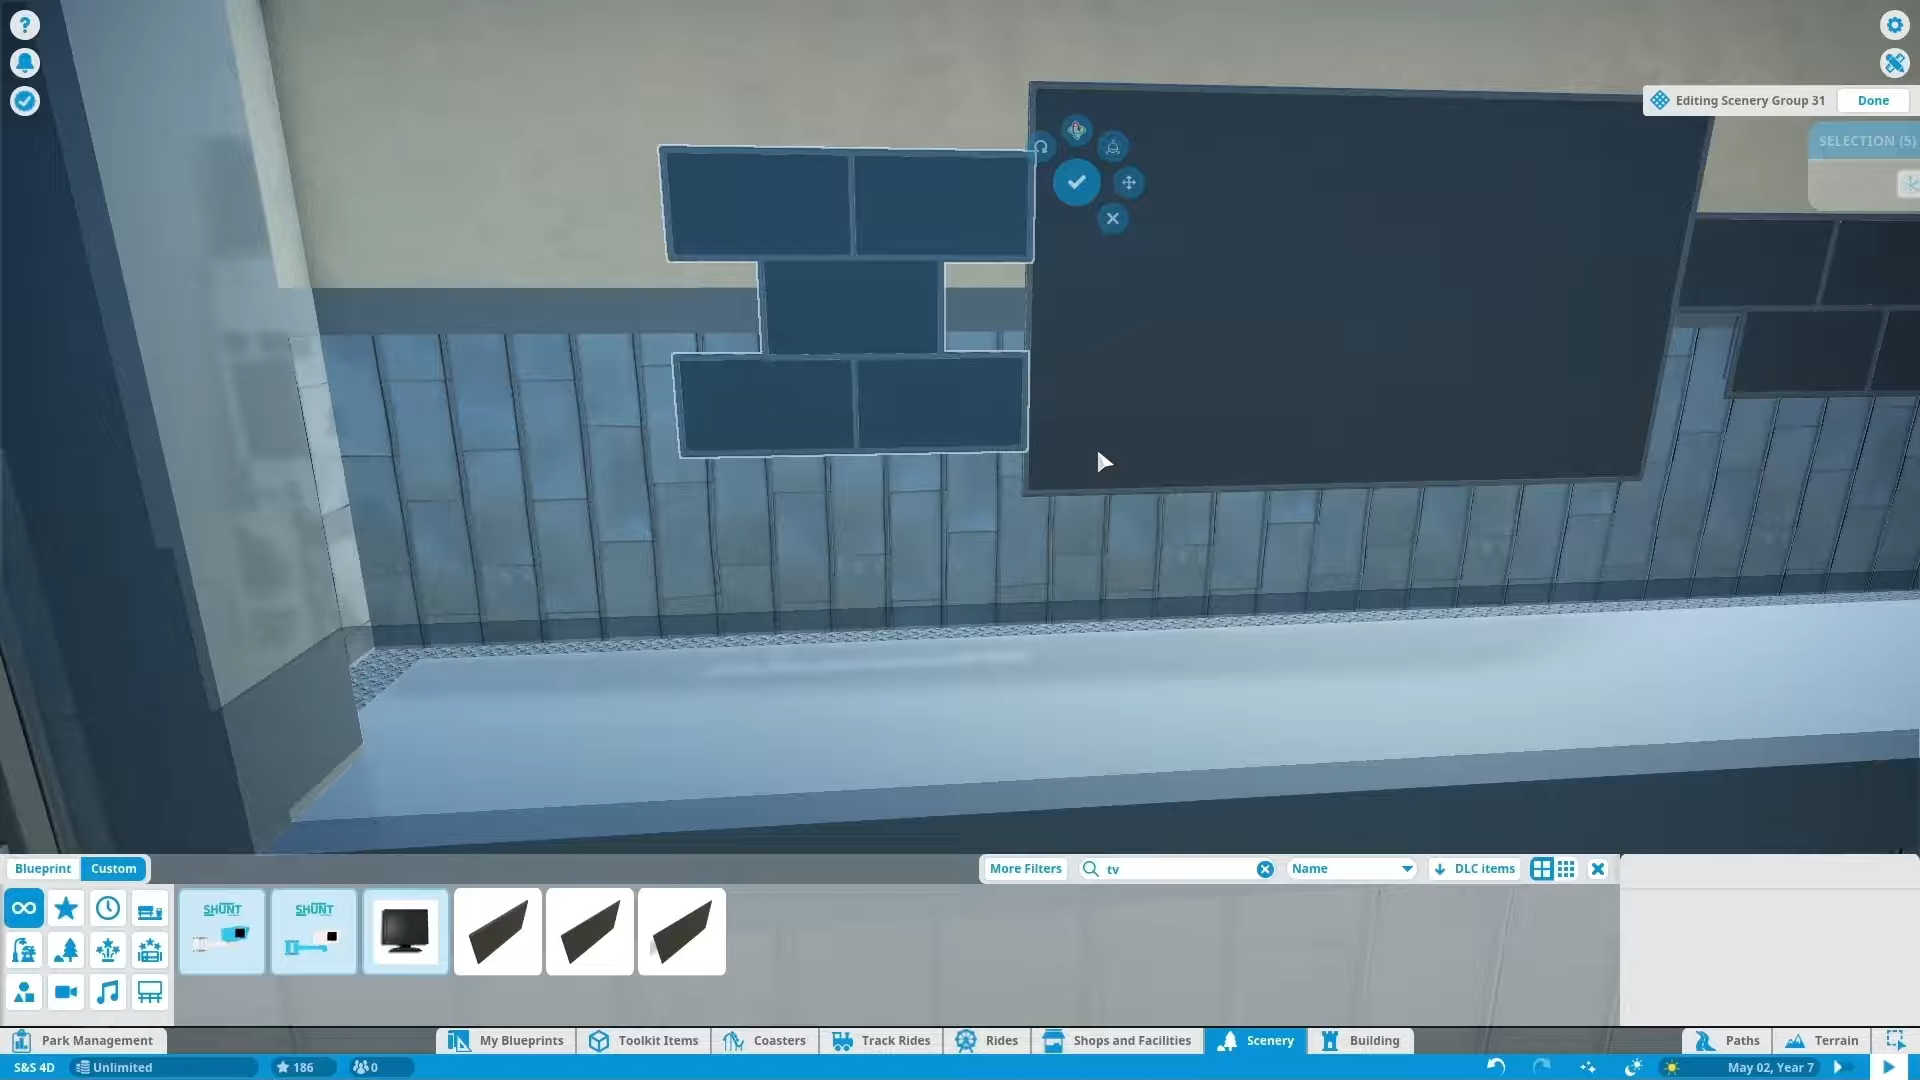 Editing Scenery Group 31 Done
SELECTION (5)
Blueprint Custom
More Filters tv Name DLC items
SHUNT SHUNT
Park Management My Blueprints Toolkit Items Coasters Track Rides Rides Shops and Facilities Scenery Building Paths Terrain
S&S 4D Unlimited 186 0 May 02, Year 7